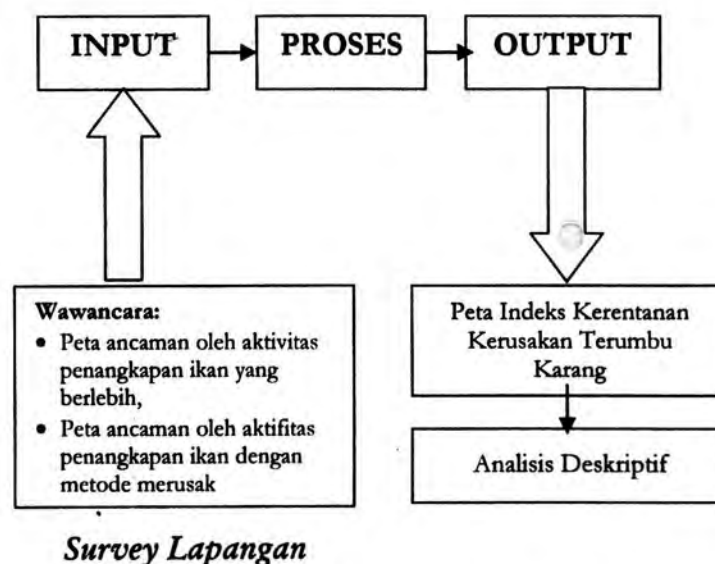 INPUT PROSES OUTPUT
Wawancara:
• Peta ancaman oleh aktivitas
penangkapan ikan yang
berlebih,
• Peta ancaman oleh aktifitas
penangkapan ikan dengan
metode merusak
Peta Indeks Kerentanan
Kerusakan Terumbu
Karang
Analisis Deskriptif
Survey Lapangan